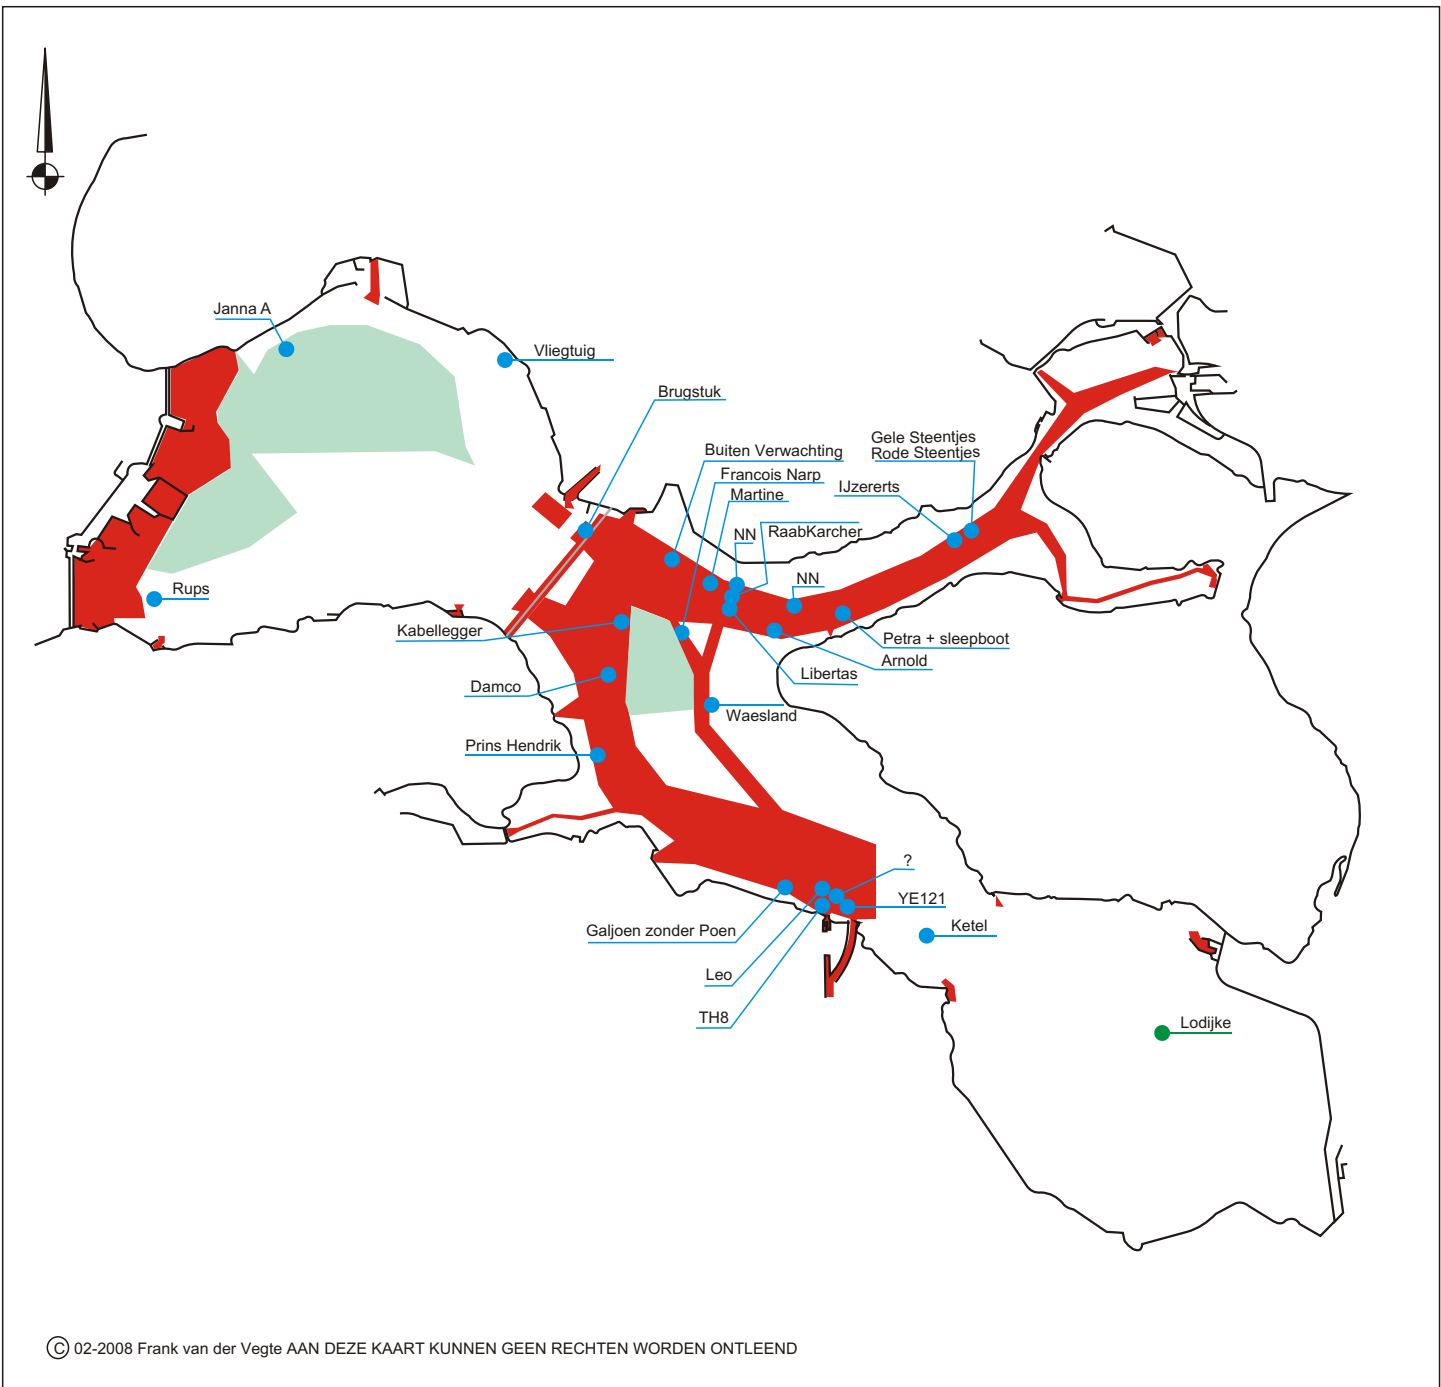 Janna A
Vliegtuig
Brugstuk
Buiten Verwachting
Gele Steentjes
Rode Steentjes
Francois Narp
IJzererts
Martine
RaabKarcher
NN
NN
Rups
Kabellegger
Petra + sleepboot
Arnold
Libertas
Damco
Waesland
Prins Hendrik
?
YE121
Galjoen zonder Poen
Ketel
Leo
TH8
Lodijke
© 02-2008 Frank van der Vegte AAN DEZE KAART KUNNEN GEEN RECHTEN WORDEN ONTLEEND